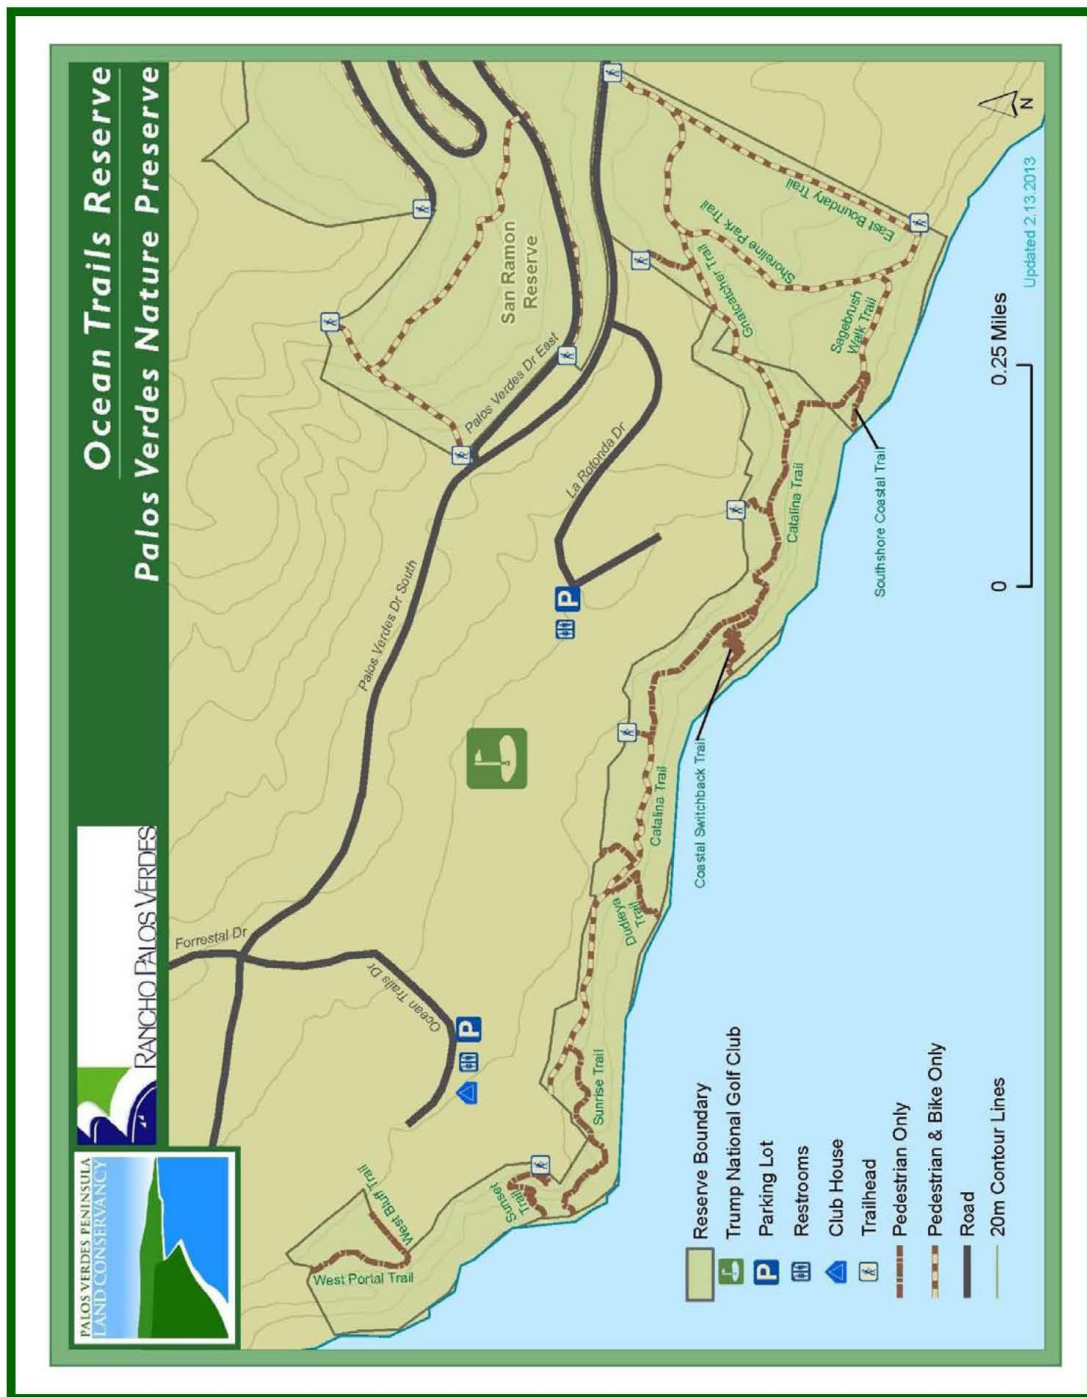 Ocean Trails Reserve
Palos Verdes Nature Preserve
PALOS VERDES PENINSULA
LAND CONSERVANCY
RANCHO PALOS VERDES
Forrestal Dr
Ocean Trails Dr
Palos Verdes Dr South
Palos Verdes Dr East
San Ramon
Reserve
La Rotonda Dr
P
P
West Portal Trail
West Bluff Trail
Sunset
Trail
Sunrise Trail
Dudleya
Trail
Catalina Trail
Coastal Switchback Trail
Catalina Trail
Southshore Coastal Trail
Gnatcatcher Trail
Shoreline Park Trail
East Boundary Trail
Sagebrush
Walk Trail
Reserve Boundary
Trump National Golf Club
P Parking Lot
Restrooms
Club House
Trailhead
Pedestrian Only
Pedestrian & Bike Only
Road
20m Contour Lines
0 0.25 Miles
Updated 2.13.2013
N